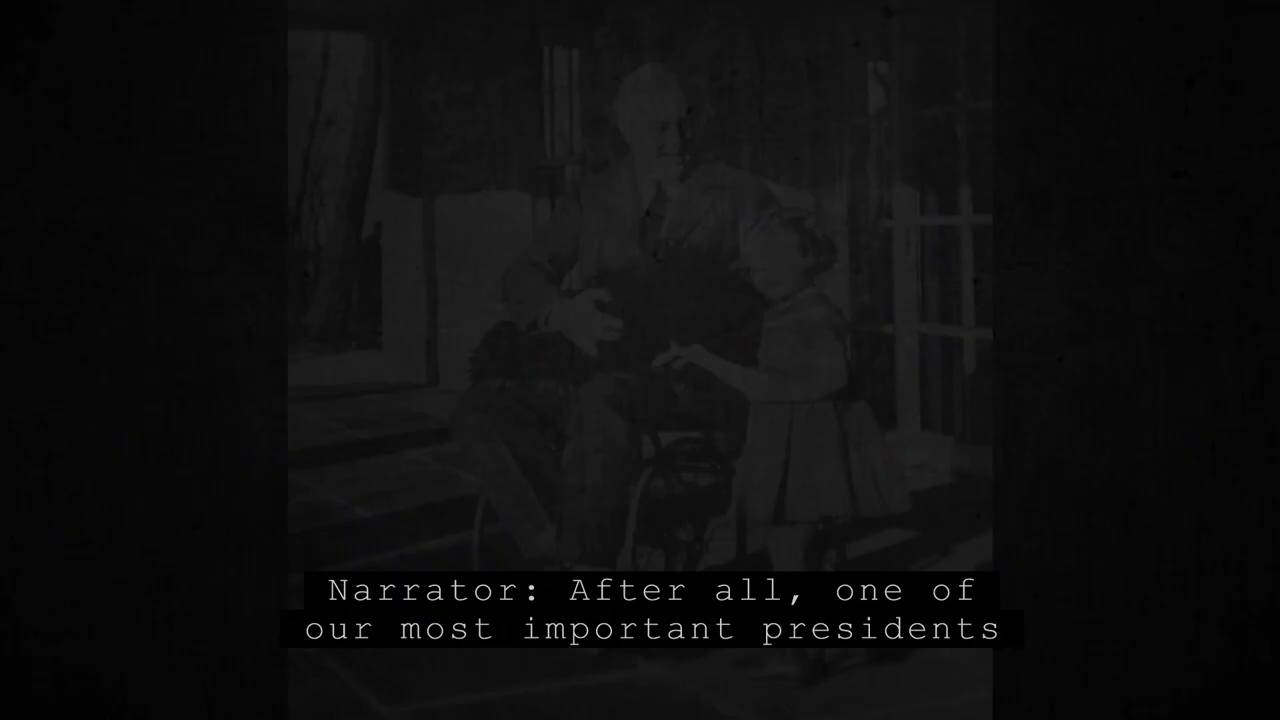 Narrator: After all, one of
our most important presidents